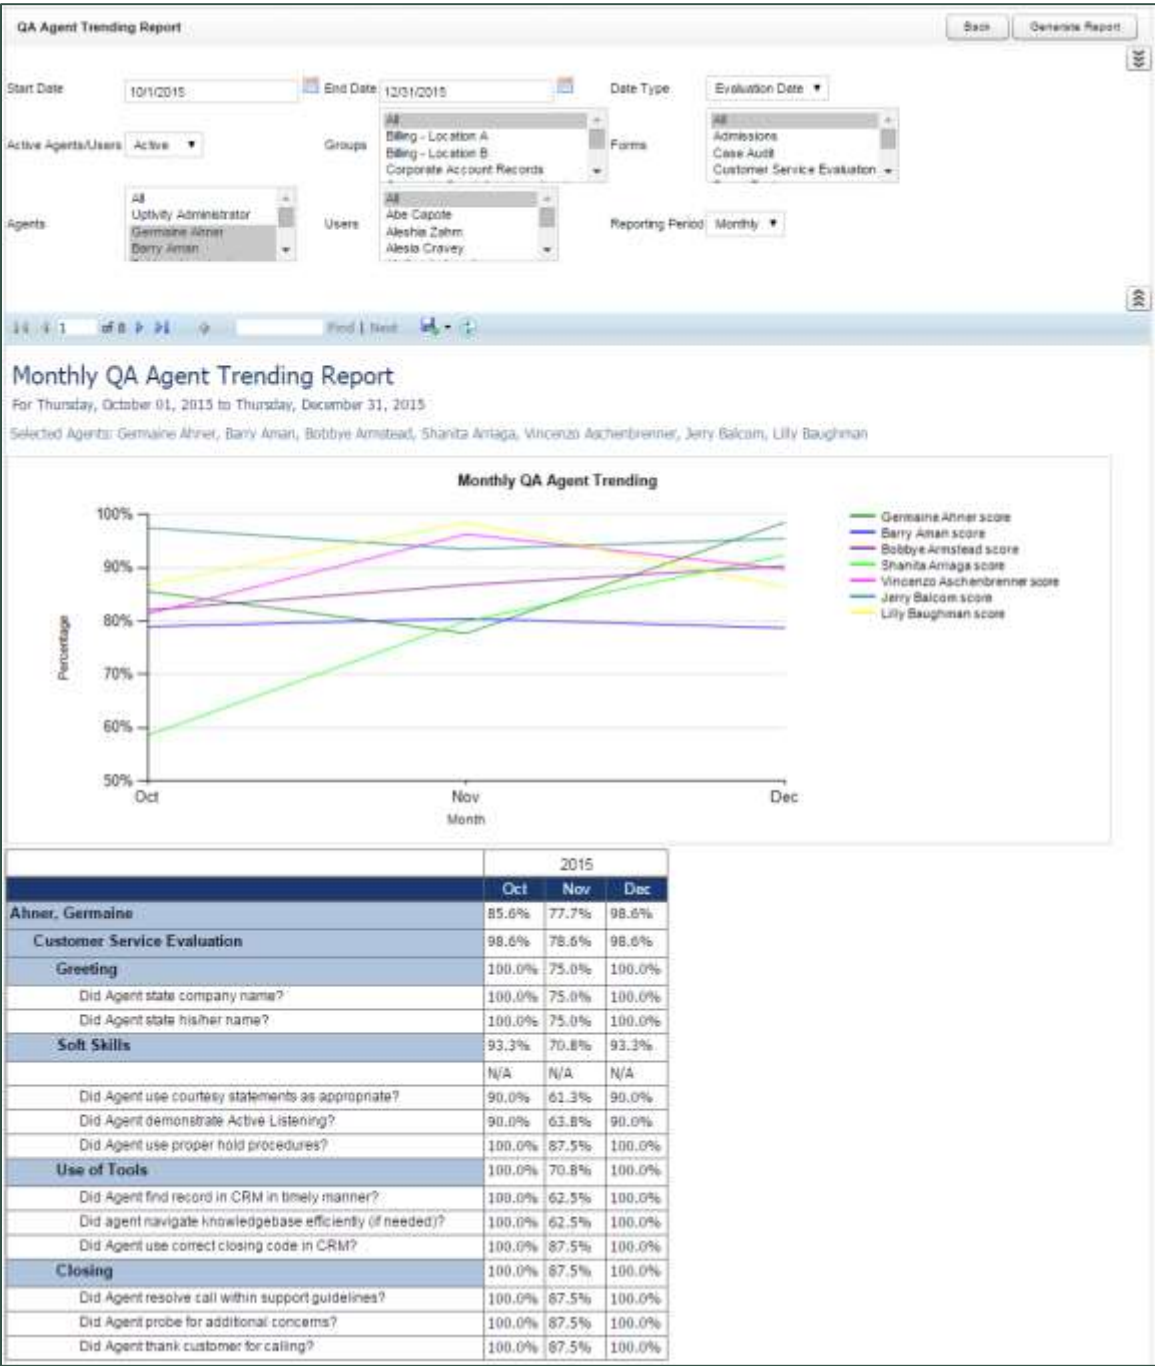 QA Agent Trending Report
Back Generate Report
Start Date 10/1/2015 End Date 12/31/2015 Date Type Evaluation Date
Active Agents/Users Active Groups All Forms All
Billing - Location A Admissions
Billing - Location B Case Audit
Corporate Account Records Customer Service Evaluation
Agents All Users All Reporting Period Monthly
Uptivity Administrator Abe Capote
Germaine Ahner Aleshia Zahm
Barry Aman Alesia Cravey
1 of 8 Find | Next
Monthly QA Agent Trending Report
For Thursday, October 01, 2015 to Thursday, December 31, 2015
Selected Agents: Germaine Ahner, Barry Aman, Bobbye Armstead, Shanita Arriaga, Vincenzo Aschenbrenner, Jerry Balcom, Lilly Baughman
Monthly QA Agent Trending
100%
90%
80%
70%
60%
50%
Percentage
Oct Nov Dec
Month
Germaine Ahner score
Barry Aman score
Bobbye Armstead score
Shanita Arriaga score
Vincenzo Aschenbrenner score
Jerry Balcom score
Lilly Baughman score
2015
Oct Nov Dec
Ahner, Germaine 85.6% 77.7% 98.6%
Customer Service Evaluation 98.6% 78.6% 98.6%
Greeting 100.0% 75.0% 100.0%
Did Agent state company name? 100.0% 75.0% 100.0%
Did Agent state his/her name? 100.0% 75.0% 100.0%
Soft Skills 93.3% 70.8% 93.3%
N/A N/A N/A
Did Agent use courtesy statements as appropriate? 90.0% 61.3% 90.0%
Did Agent demonstrate Active Listening? 90.0% 63.8% 90.0%
Did Agent use proper hold procedures? 100.0% 87.5% 100.0%
Use of Tools 100.0% 70.8% 100.0%
Did Agent find record in CRM in timely manner? 100.0% 62.5% 100.0%
Did agent navigate knowledgebase efficiently (if needed)? 100.0% 62.5% 100.0%
Did Agent use correct closing code in CRM? 100.0% 87.5% 100.0%
Closing 100.0% 87.5% 100.0%
Did Agent resolve call within support guidelines? 100.0% 87.5% 100.0%
Did Agent probe for additional concerns? 100.0% 87.5% 100.0%
Did Agent thank customer for calling? 100.0% 87.5% 100.0%